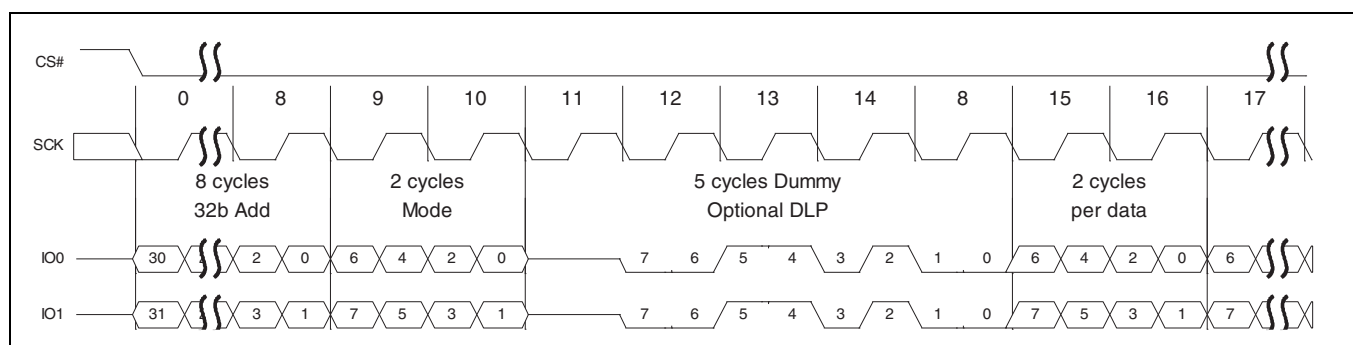 CS#
0 8 9 10 11 12 13 14 8 15 16 17
SCK
8 cycles 2 cycles 5 cycles Dummy 2 cycles
32b Add Mode Optional DLP per data
IO0 30 2 0 6 4 2 0 7 6 5 4 3 2 1 0 6 4 2 0 6
IO1 31 3 1 7 5 3 1 7 6 5 4 3 2 1 0 7 5 3 1 7